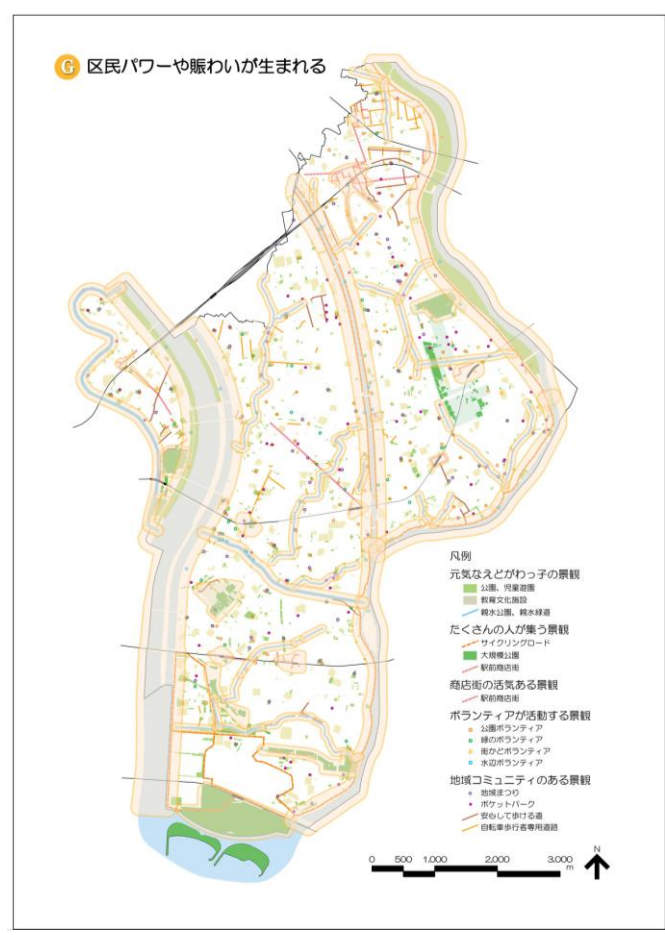 G 区民パワーや賑わいが生まれる
凡例
元気なえどがわっ子の景観
公園、児童遊園
教育文化施設
親水公園、親水緑道
たくさんの人が集う景観
サイクリングロード
大規模公園
駅前商店街
商店街の活気ある景観
駅前商店街
ボランティアが活動する景観
公園ボランティア
緑のボランティア
街かどボランティア
水辺ボランティア
地域コミュニティのある景観
地域まつり
ポケットパーク
安心して歩ける道
自転車歩行者専用道路
0 500 1,000 2,000 3,000 m
N